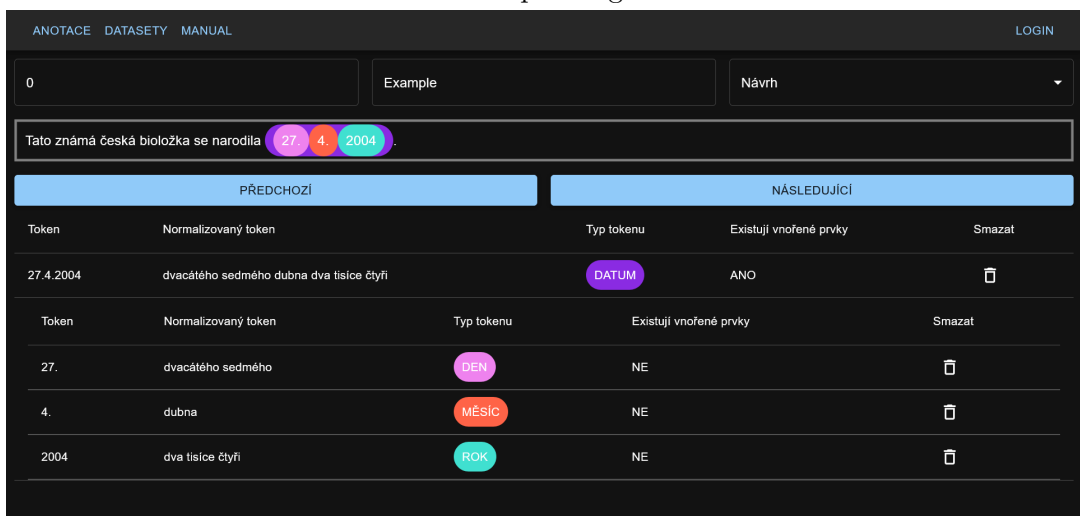 ANOTACE DATASETY MANUAL LOGIN
0 Example Návrh
Tato známá česká bioložka se narodila 27. 4. 2004 .
PŘEDCHOZÍ NÁSLEDUJÍCÍ
Token Normalizovaný token Typ tokenu Existují vnořené prvky Smazat
27.4.2004 dvacátého sedmého dubna dva tisíce čtyři DATUM ANO
Token Normalizovaný token Typ tokenu Existují vnořené prvky Smazat
27. dvacátého sedmého DEN NE
4. dubna MĚSÍC NE
2004 dva tisíce čtyři ROK NE